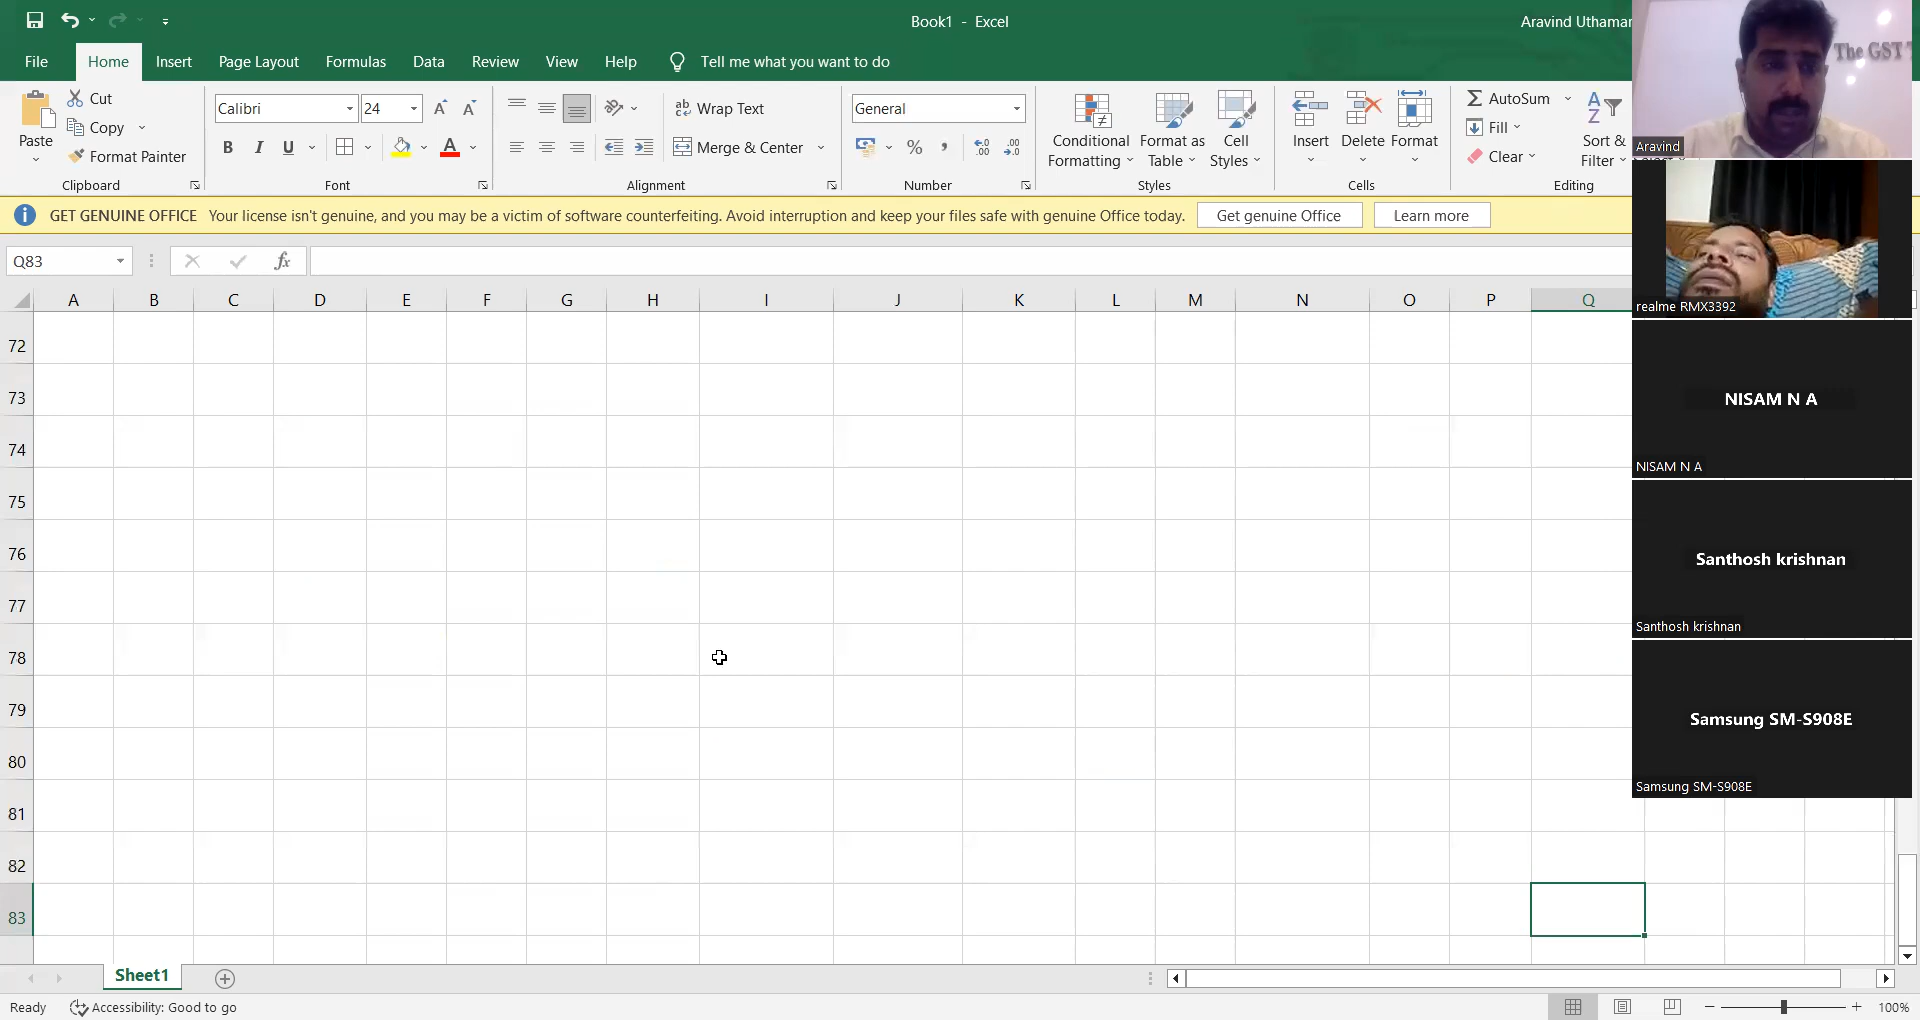 Book1 - Excel
Aravind Uthaman
File Home Insert Page Layout Formulas Data Review View Help Tell me what you want to do
The GST
Cut
Copy
Format Painter
Paste
Clipboard
Calibri 24
B I U
Font
Wrap Text
Merge & Center
Alignment
General
%
Number
Conditional Formatting
Format as Table
Cell Styles
Styles
Insert Delete Format
Cells
AutoSum
Fill
Clear
Sort & Filter
Editing
Aravind
GET GENUINE OFFICE Your license isn't genuine, and you may be a victim of software counterfeiting. Avoid interruption and keep your files safe with genuine Office today. Get genuine Office Learn more
Q83 fx
A B C D E F G H I J K L M N O P Q
72
73
74
75
76
77
78
79
80
81
82
83
realme RMX3392
NISAM N A
NISAM N A
Santhosh krishnan
Santhosh krishnan
Samsung SM-S908E
Samsung SM-S908E
Sheet1
Ready Accessibility: Good to go 100%